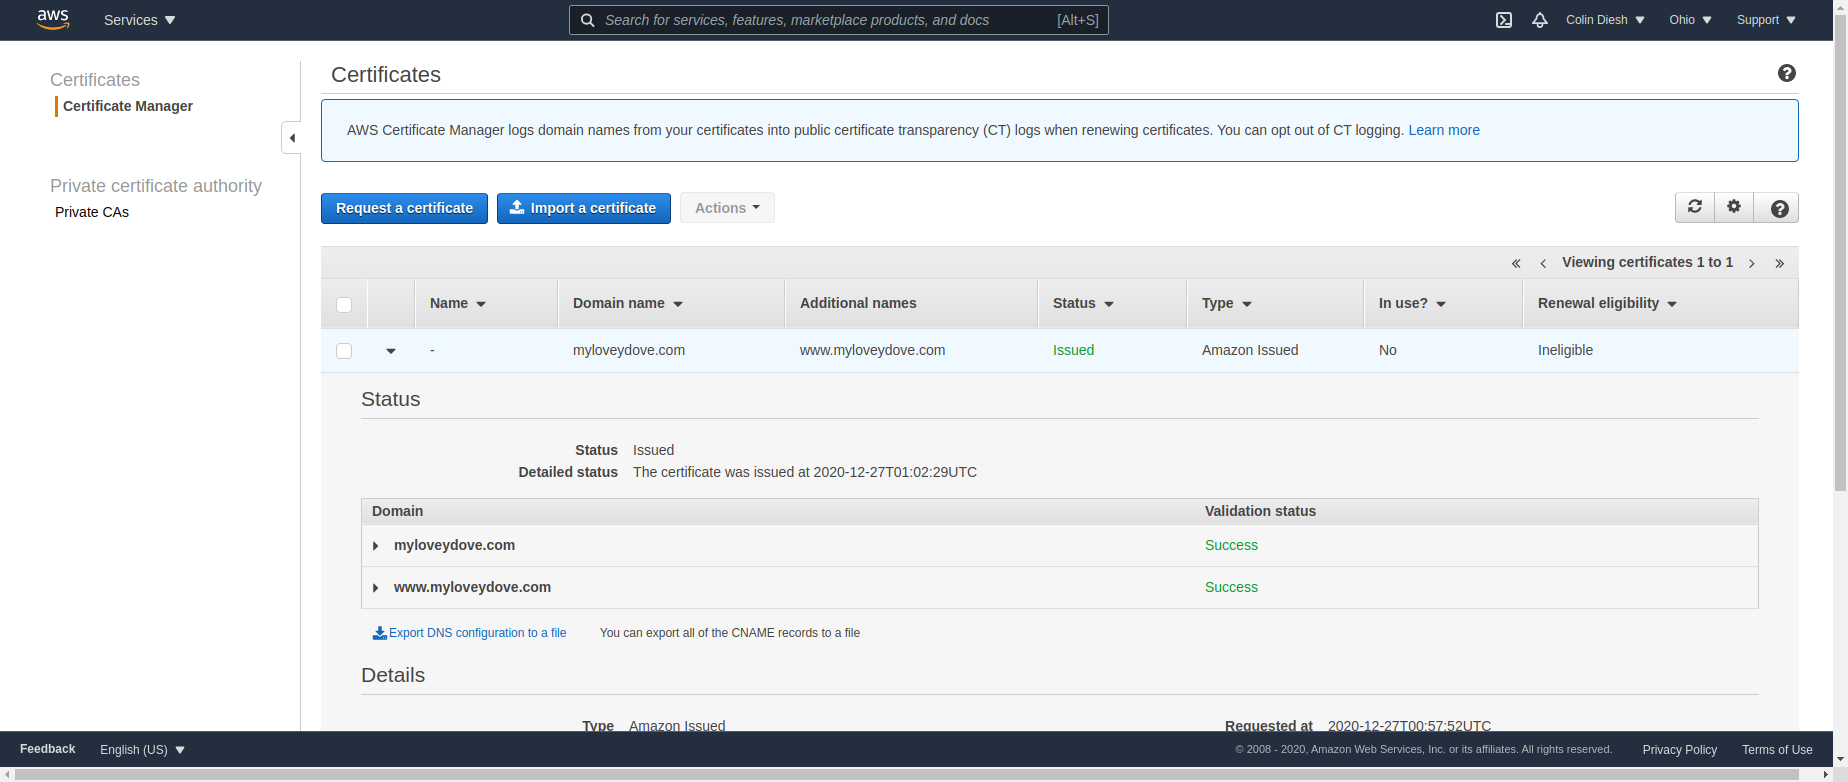 aws Services Search for services, features, marketplace products, and docs [Alt+S] Colin Diesh Ohio Support
Certificates
Certificate Manager
Private certificate authority
Private CAs
Certificates
AWS Certificate Manager logs domain names from your certificates into public certificate transparency (CT) logs when renewing certificates. You can opt out of CT logging. Learn more
Request a certificate Import a certificate Actions
« ‹ Viewing certificates 1 to 1 › »
Name Domain name Additional names Status Type In use? Renewal eligibility
- myloveydove.com www.myloveydove.com Issued Amazon Issued No Ineligible
Status
Status Issued
Detailed status The certificate was issued at 2020-12-27T01:02:29UTC
Domain Validation status
myloveydove.com Success
www.myloveydove.com Success
Export DNS configuration to a file You can export all of the CNAME records to a file
Details
Type Amazon Issued Requested at 2020-12-27T00:57:52UTC
Feedback English (US) © 2008 - 2020, Amazon Web Services, Inc. or its affiliates. All rights reserved. Privacy Policy Terms of Use